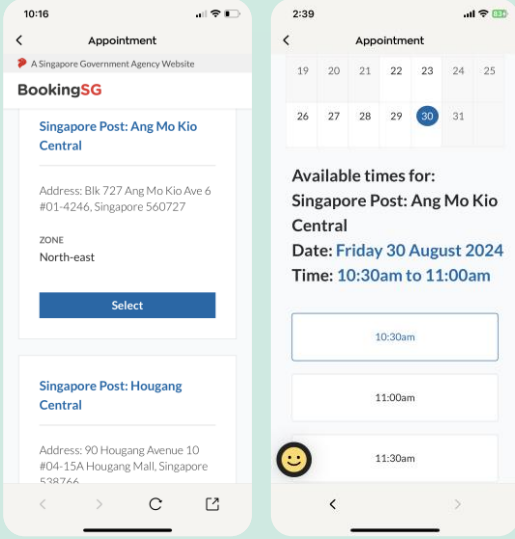 10:16
Appointment
A Singapore Government Agency Website
BookingSG
Singapore Post: Ang Mo Kio
Central
Address: Blk 727 Ang Mo Kio Ave 6
#01-4246, Singapore 560727
ZONE
North-east
Select
Singapore Post: Hougang
Central
Address: 90 Hougang Avenue 10
#04-15A Hougang Mall, Singapore
538766
2:39
83
Appointment
19 20 21 22 23 24 25
26 27 28 29 30 31
Available times for:
Singapore Post: Ang Mo Kio
Central
Date: Friday 30 August 2024
Time: 10:30am to 11:00am
10:30am
11:00am
11:30am